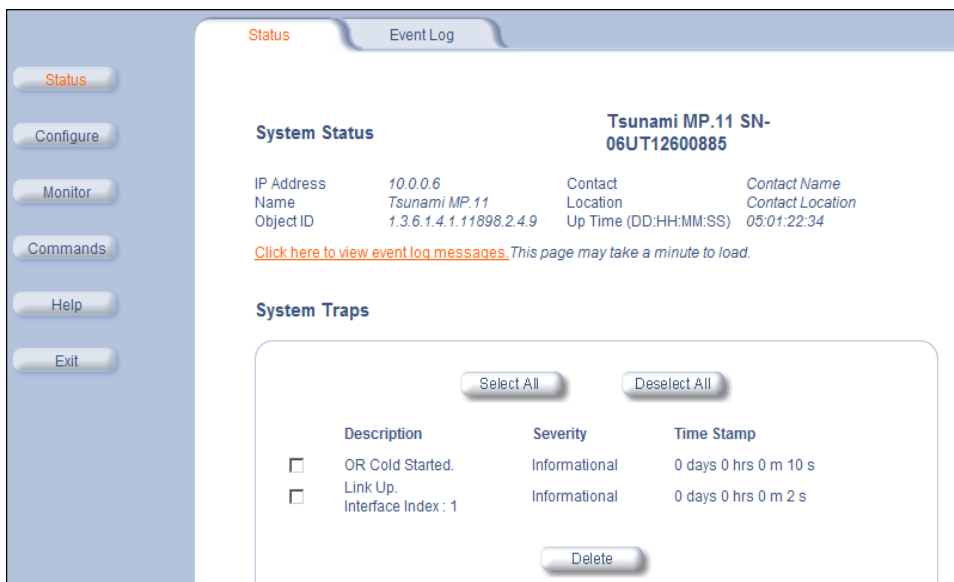 Status Event Log
Status
Configure
Monitor
Commands
Help
Exit
System Status
Tsunami MP.11 SN-
06UT12600885
IP Address 10.0.0.6 Contact Contact Name
Name Tsunami MP.11 Location Contact Location
Object ID 1.3.6.1.4.1.11898.2.4.9 Up Time (DD:HH:MM:SS) 05:01:22:34
Click here to view event log messages. This page may take a minute to load.
System Traps
Select All Deselect All
Description Severity Time Stamp
OR Cold Started. Informational 0 days 0 hrs 0 m 10 s
Link Up.
Interface Index : 1 Informational 0 days 0 hrs 0 m 2 s
Delete